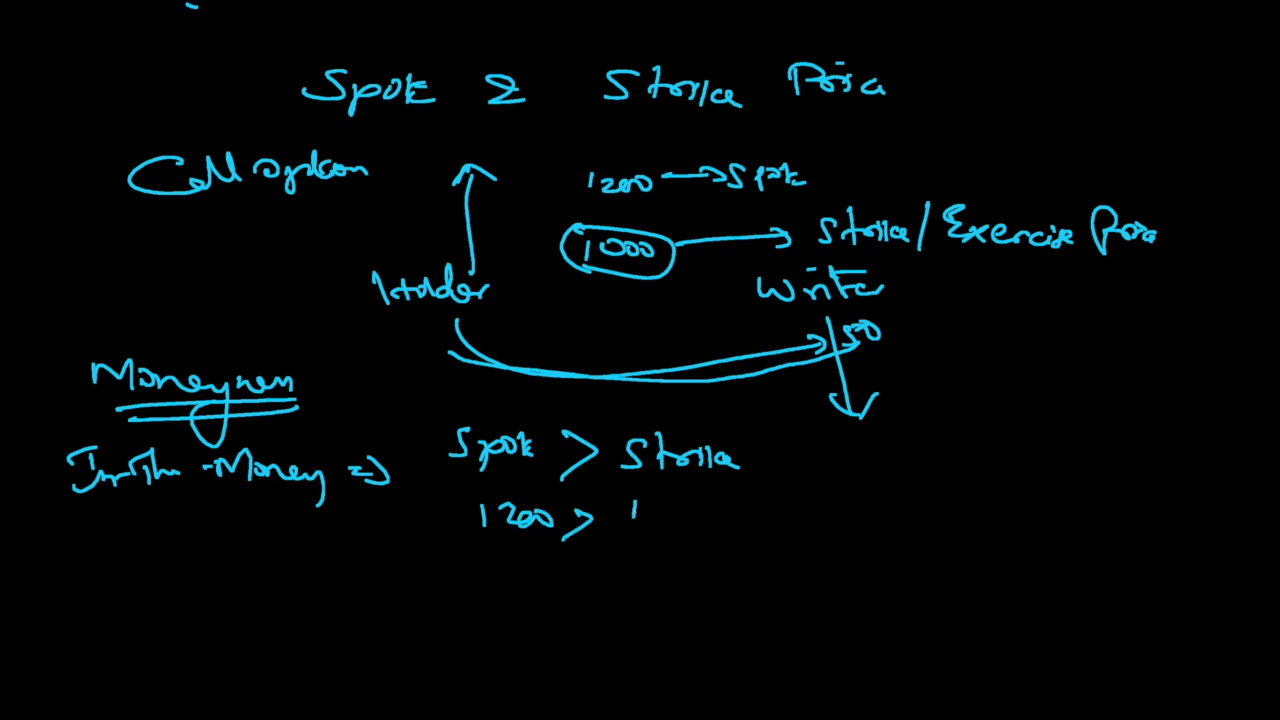 Spot & Strike Price
Call option
1200 → Spot
1000 → Strike / Exercise Price
Holder Writer
50
Moneyness
In-The-Money ⇒ Spot > Strike
1200 > 1